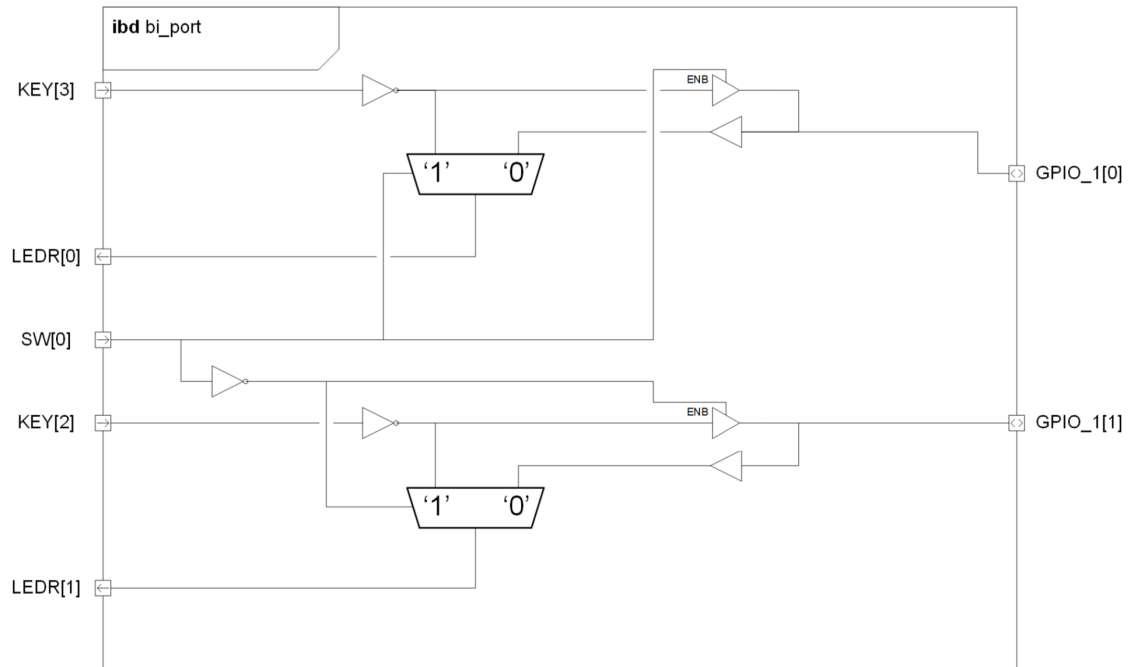 ibd bi_port
KEY[3]
ENB
‘1’ ‘0’
GPIO_1[0]
LEDR[0]
SW[0]
ENB
KEY[2]
GPIO_1[1]
‘1’ ‘0’
LEDR[1]